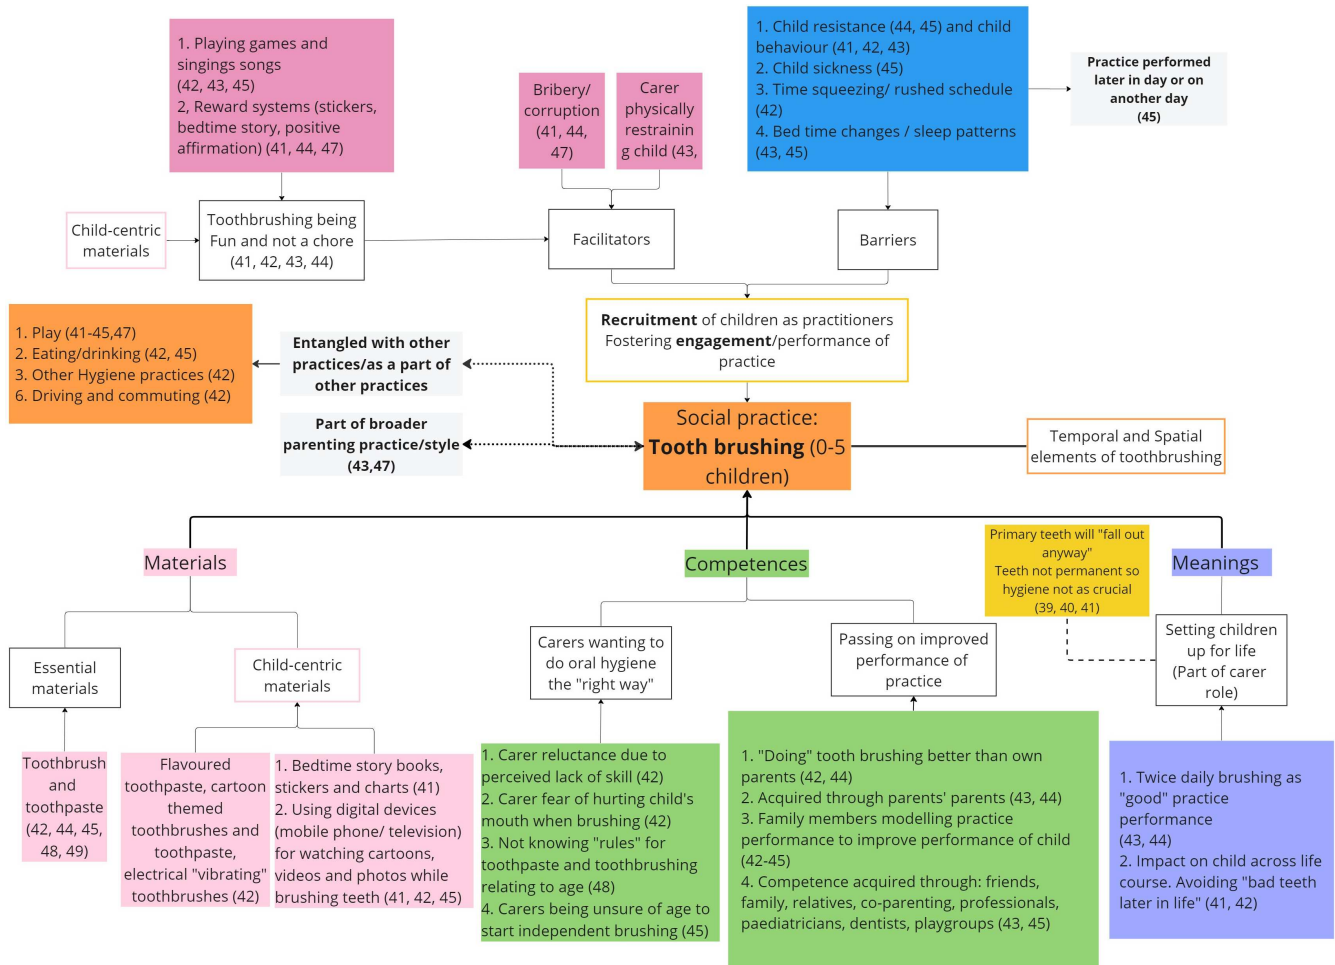 1. Playing games and
singings songs
(42, 43, 45)
2, Reward systems (stickers,
bedtime story, positive
affirmation) (41, 44, 47)
Bribery/
corruption
(41, 44,
47)
Carer
physically
restrainin
g child (43,
1. Child resistance (44, 45) and child
behaviour (41, 42, 43)
2. Child sickness (45)
3. Time squeezing/ rushed schedule
(42)
4. Bed time changes / sleep patterns
(43, 45)
Practice performed
later in day or on
another day
(45)
Child-centric
materials
Toothbrushing being
Fun and not a chore
(41, 42, 43, 44)
Facilitators
Barriers
Recruitment of children as practitioners
Fostering engagement/performance of
practice
1. Play (41-45,47)
2. Eating/drinking (42, 45)
3. Other Hygiene practices (42)
6. Driving and commuting (42)
Entangled with other
practices/as a part of
other practices
Part of broader
parenting practice/style
(43,47)
Social practice:
Tooth brushing (0-5
children)
Temporal and Spatial
elements of toothbrushing
Materials
Competences
Primary teeth will "fall out
anyway"
Teeth not permanent so
hygiene not as crucial
(39, 40, 41)
Meanings
Essential
materials
Child-centric
materials
Carers wanting to
do oral hygiene
the "right way"
Passing on improved
performance of
practice
Setting children
up for life
(Part of carer
role)
Toothbrush
and
toothpaste
(42, 44, 45,
48, 49)
Flavoured
toothpaste, cartoon
themed
toothbrushes and
toothpaste,
electrical "vibrating"
toothbrushes (42)
1. Bedtime story books,
stickers and charts (41)
2. Using digital devices
(mobile phone/ television)
for watching cartoons,
videos and photos while
brushing teeth (41, 42, 45)
1. Carer reluctance due to
perceived lack of skill (42)
2. Carer fear of hurting child's
mouth when brushing (42)
3. Not knowing "rules" for
toothpaste and toothbrushing
relating to age (48)
4. Carers being unsure of age to
start independent brushing (45)
1. "Doing" tooth brushing better than own
parents (42, 44)
2. Acquired through parents' parents (43, 44)
3. Family members modelling practice
performance to improve performance of child
(42-45)
4. Competence acquired through: friends,
family, relatives, co-parenting, professionals,
paediatricians, dentists, playgroups (43, 45)
1. Twice daily brushing as
"good" practice
performance
(43, 44)
2. Impact on child across life
course. Avoiding "bad teeth
later in life" (41, 42)